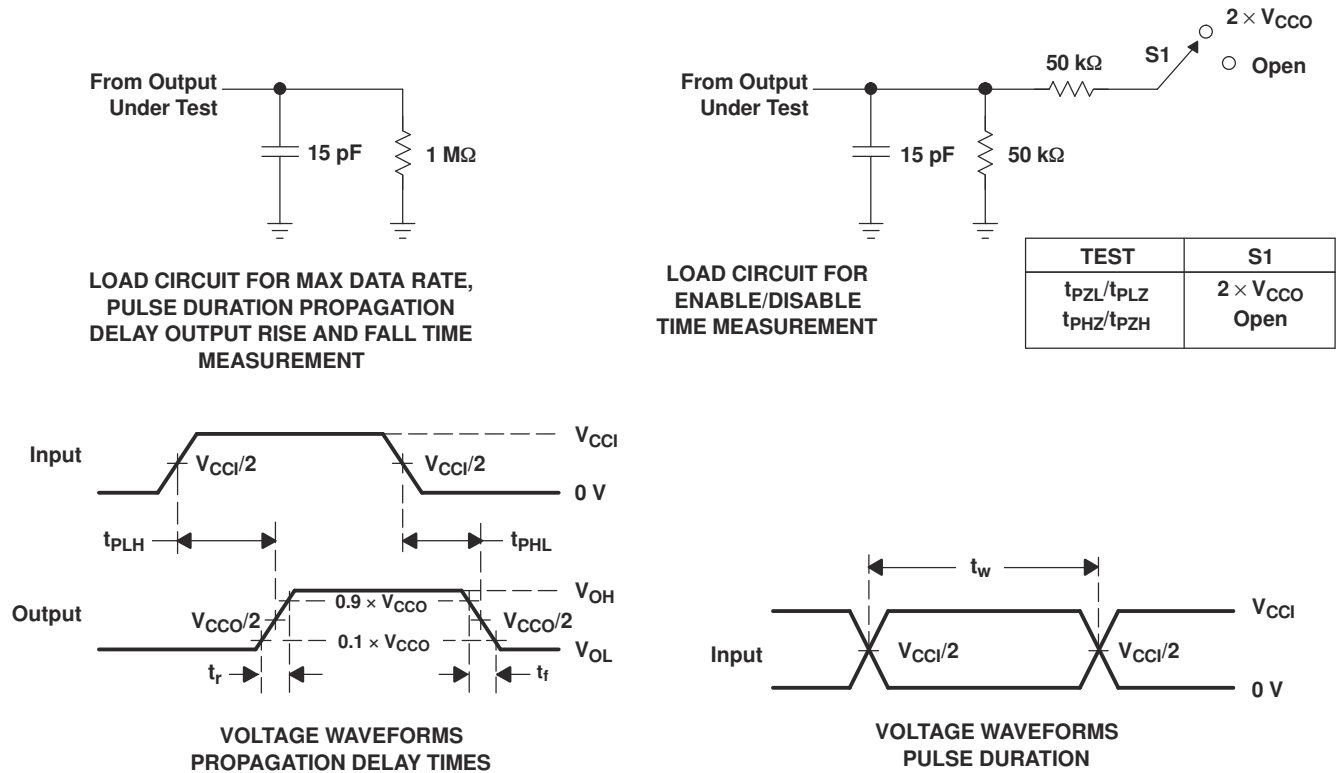 From Output
Under Test
15 pF
1 MΩ
LOAD CIRCUIT FOR MAX DATA RATE,
PULSE DURATION PROPAGATION
DELAY OUTPUT RISE AND FALL TIME
MEASUREMENT
From Output
Under Test
15 pF
50 kΩ
50 kΩ
S1
2 × VCCO
Open
LOAD CIRCUIT FOR
ENABLE/DISABLE
TIME MEASUREMENT
TEST S1
tPZL/tPLZ 2 × VCCO
tPHZ/tPZH Open
Input
VCCI/2
VCCI/2
VCCI
0 V
tPLH
tPHL
Output
VCCO/2
0.9 × VCCO
0.1 × VCCO
VCCO/2
VOH
VOL
tr
tf
VOLTAGE WAVEFORMS
PROPAGATION DELAY TIMES
tw
Input
VCCI/2
VCCI/2
VCCI
0 V
VOLTAGE WAVEFORMS
PULSE DURATION